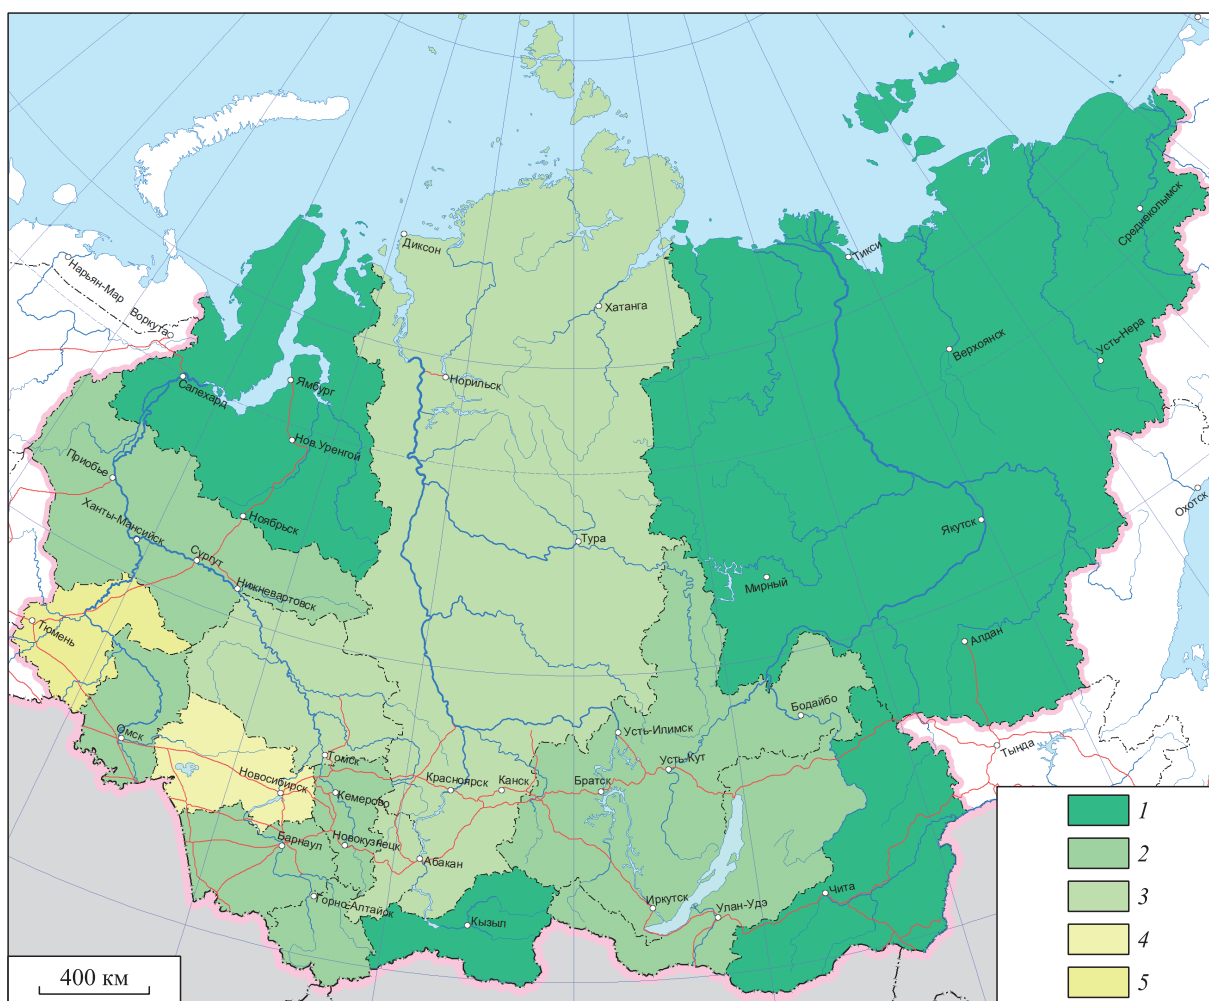 Диксон
Тикси
Среднеколымск
Нарьян-Мар
Воркута
Хатанга
Усть-Нера
Верхоянск
Норильск
Салехард
Ямбург
Нов.Уренгой
Приобье
Ноябрьск
Ханты-Мансийск
Сургут
Нижневартовск
Тура
Якутск
Охотск
Мирный
Тюмень
Алдан
Бодайбо
Омск
Усть-Илимск
Тында
Томск
Усть-Кут
Новосибирск
Красноярск
Канск
Братск
Кемерово
Барнаул
Новокузнецк
Абакан
Горно-Алтайск
Иркутск
Чита
Улан-Удэ
Кызыл
1
2
3
4
5
400 км